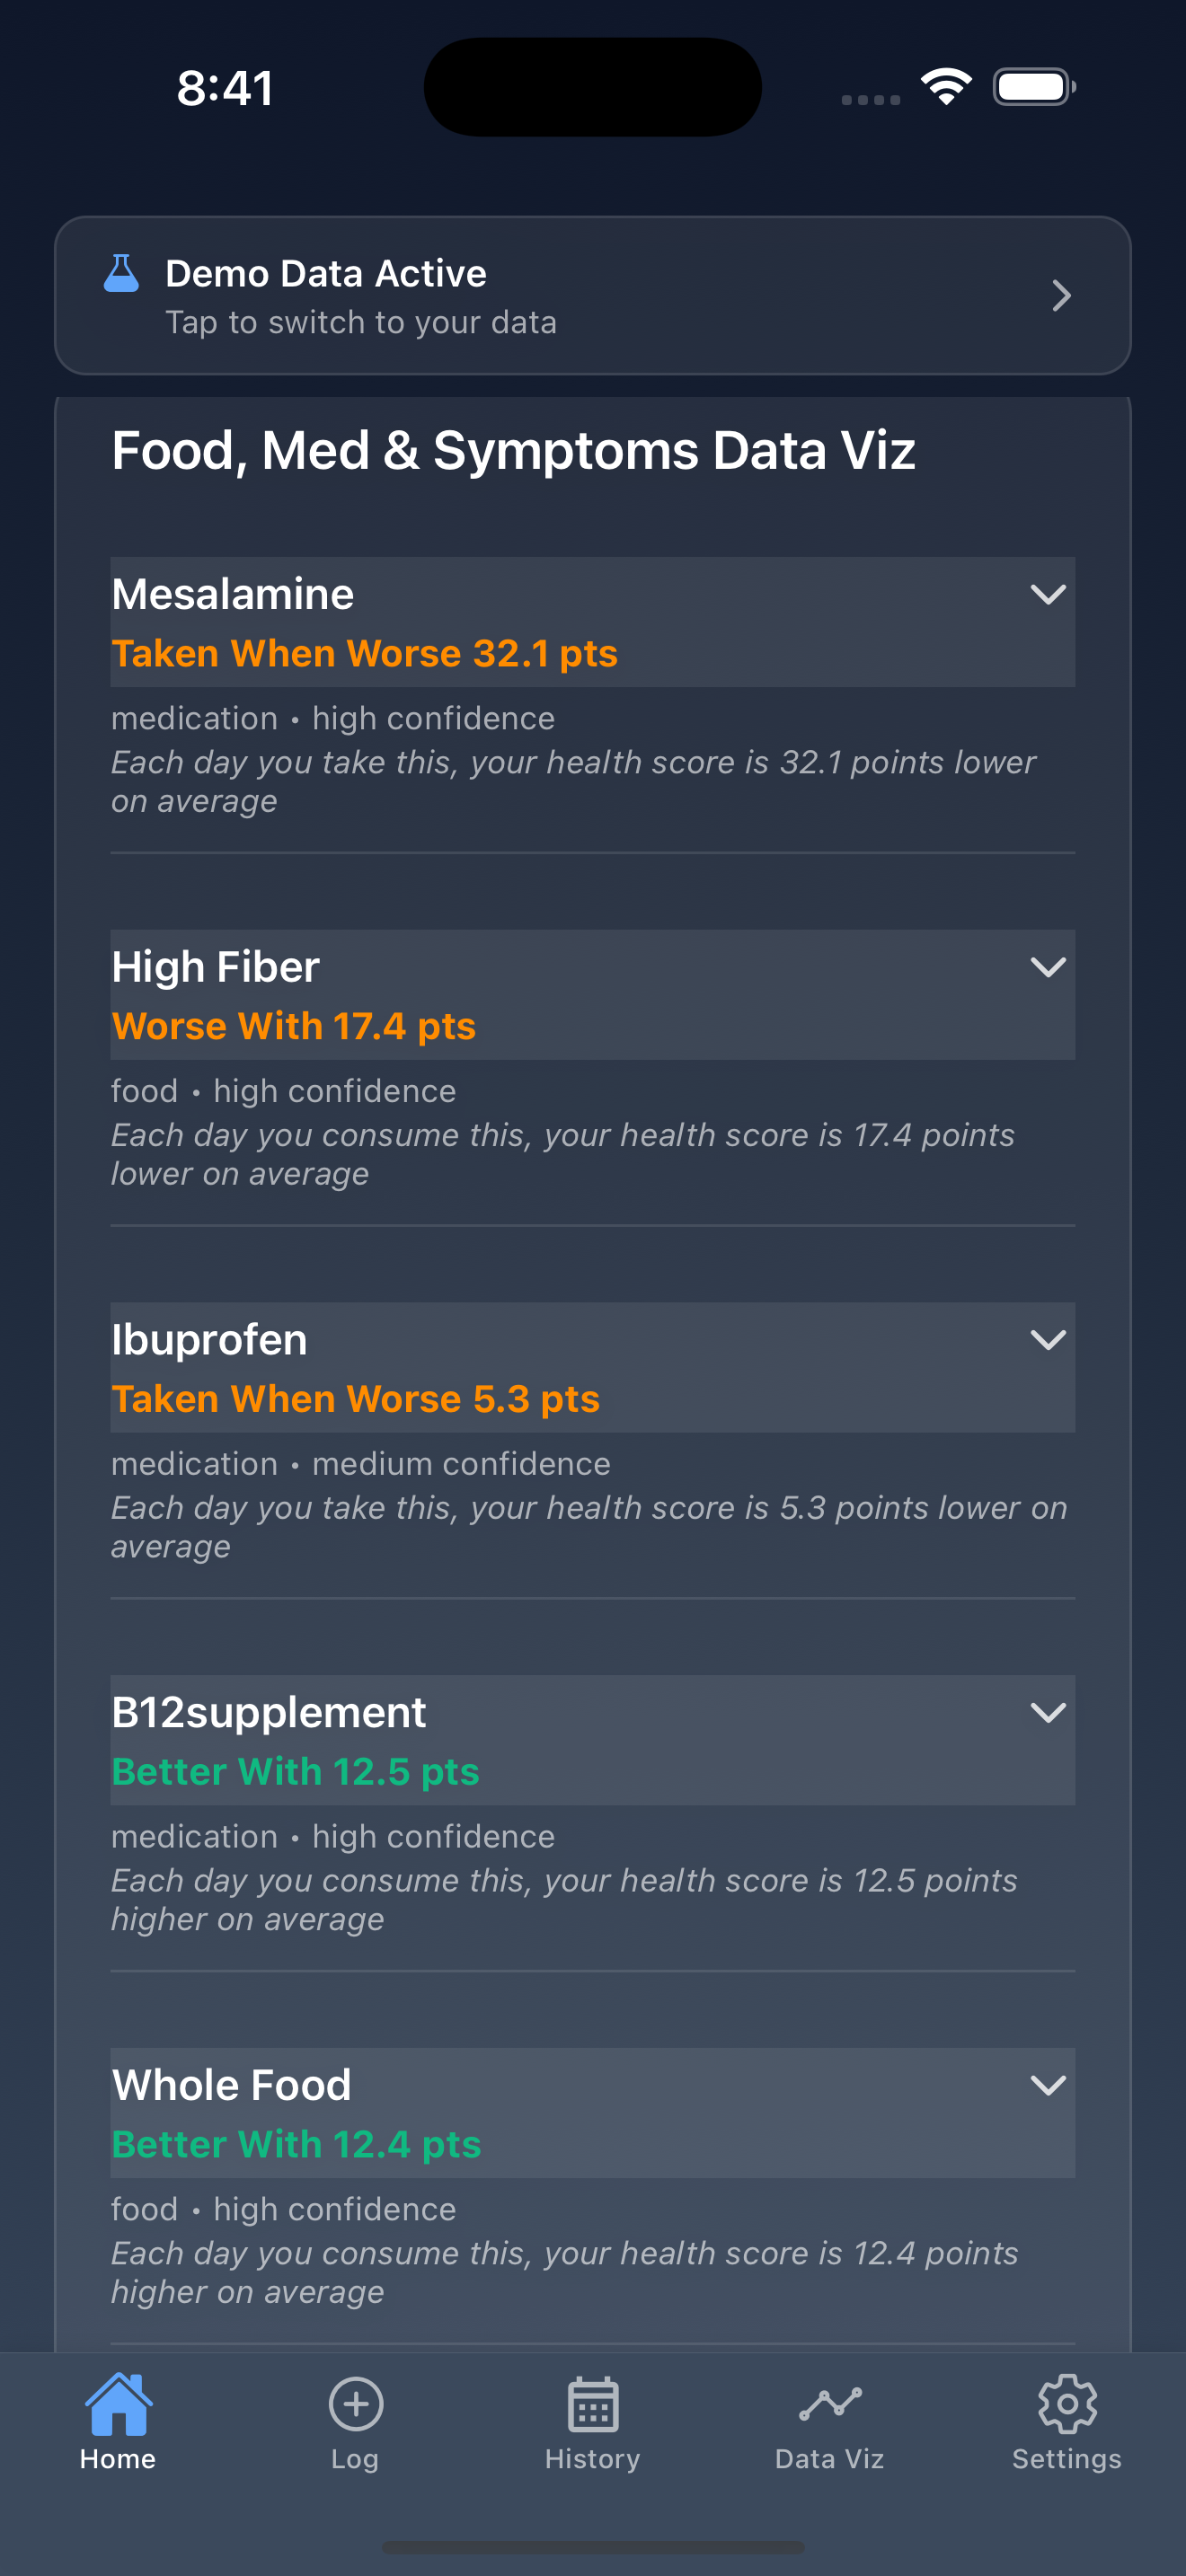 8:41
Demo Data Active
Tap to switch to your data
Food, Med & Symptoms Data Viz
Mesalamine
Taken When Worse 32.1 pts
medication • high confidence
Each day you take this, your health score is 32.1 points lower
on average
High Fiber
Worse With 17.4 pts
food • high confidence
Each day you consume this, your health score is 17.4 points
lower on average
Ibuprofen
Taken When Worse 5.3 pts
medication • medium confidence
Each day you take this, your health score is 5.3 points lower on
average
B12supplement
Better With 12.5 pts
medication • high confidence
Each day you consume this, your health score is 12.5 points
higher on average
Whole Food
Better With 12.4 pts
food • high confidence
Each day you consume this, your health score is 12.4 points
higher on average
Home
Log
History
Data Viz
Settings